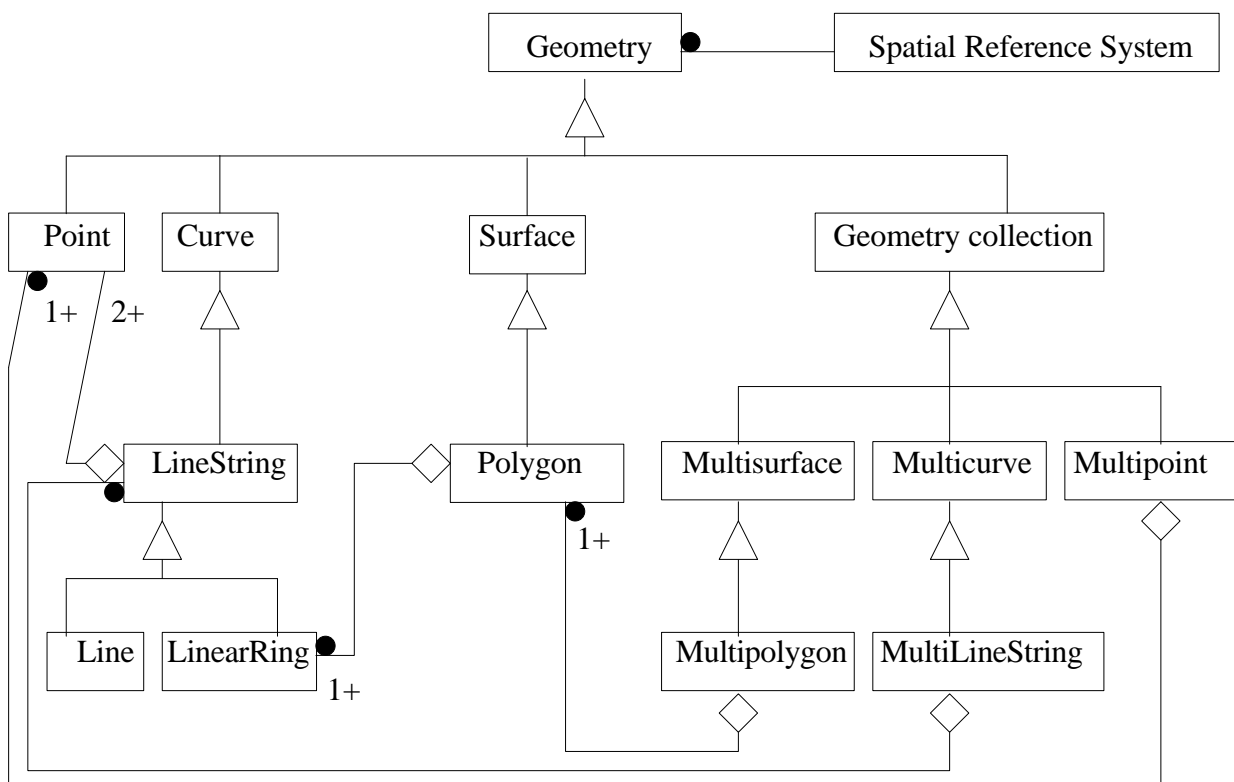 Geometry
Spatial Reference System
Point
Curve
Surface
Geometry collection
1+
2+
LineString
Polygon
Multisurface
Multicurve
Multipoint
1+
Line
LinearRing
Multipolygon
MultiLineString
1+